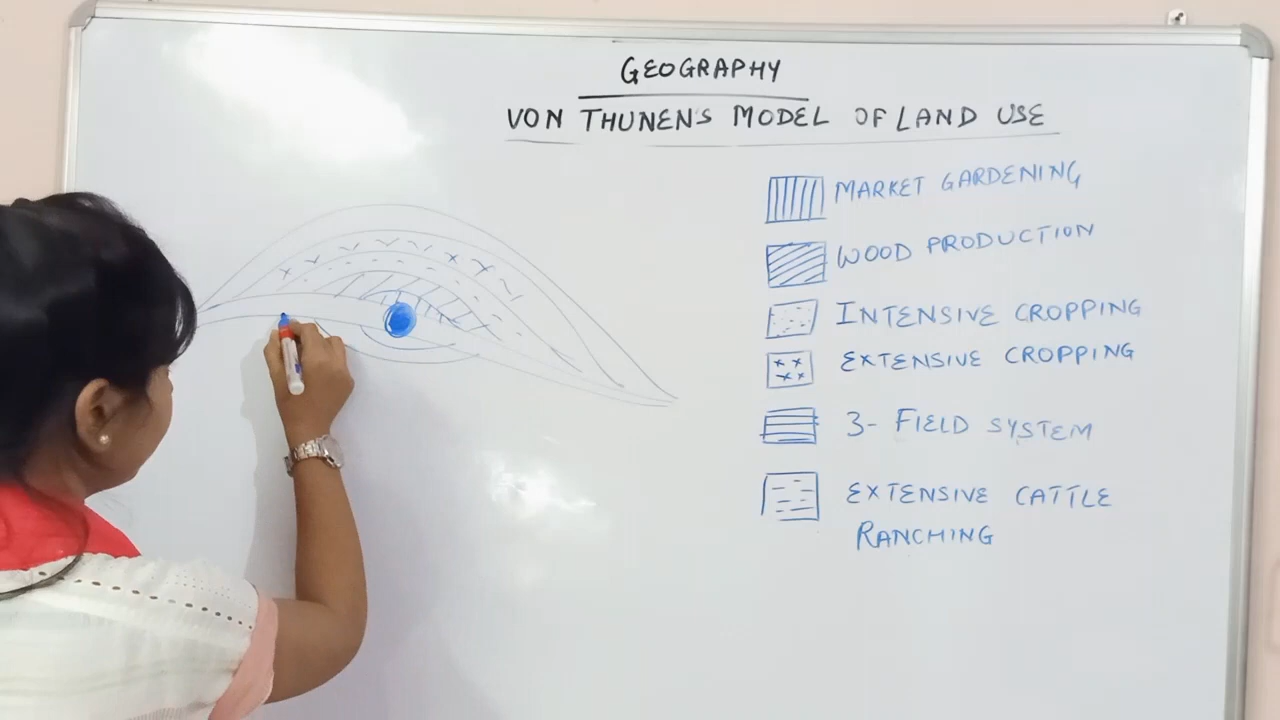 GEOGRAPHY
VON THUNEN'S MODEL OF LAND USE
MARKET GARDENING
WOOD PRODUCTION
INTENSIVE CROPPING
EXTENSIVE CROPPING
3- FIELD SYSTEM
EXTENSIVE CATTLE
RANCHING